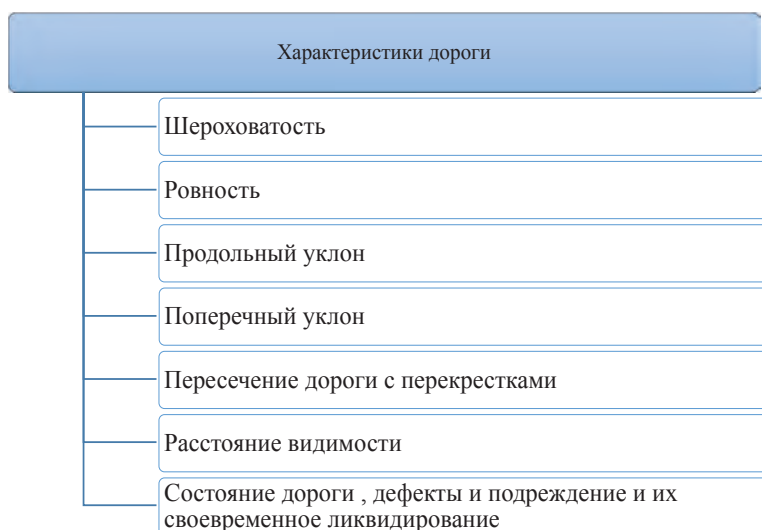 Характеристики дороги
Шероховатость
Ровность
Продольный уклон
Поперечный уклон
Пересечение дороги с перекрестками
Расстояние видимости
Состояние дороги , дефекты и подреждение и их
своевременное ликвидирование